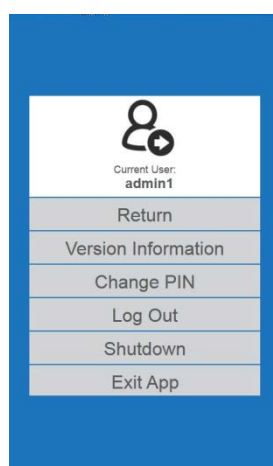 Current User:
admin1
Return
Version Information
Change PIN
Log Out
Shutdown
Exit App